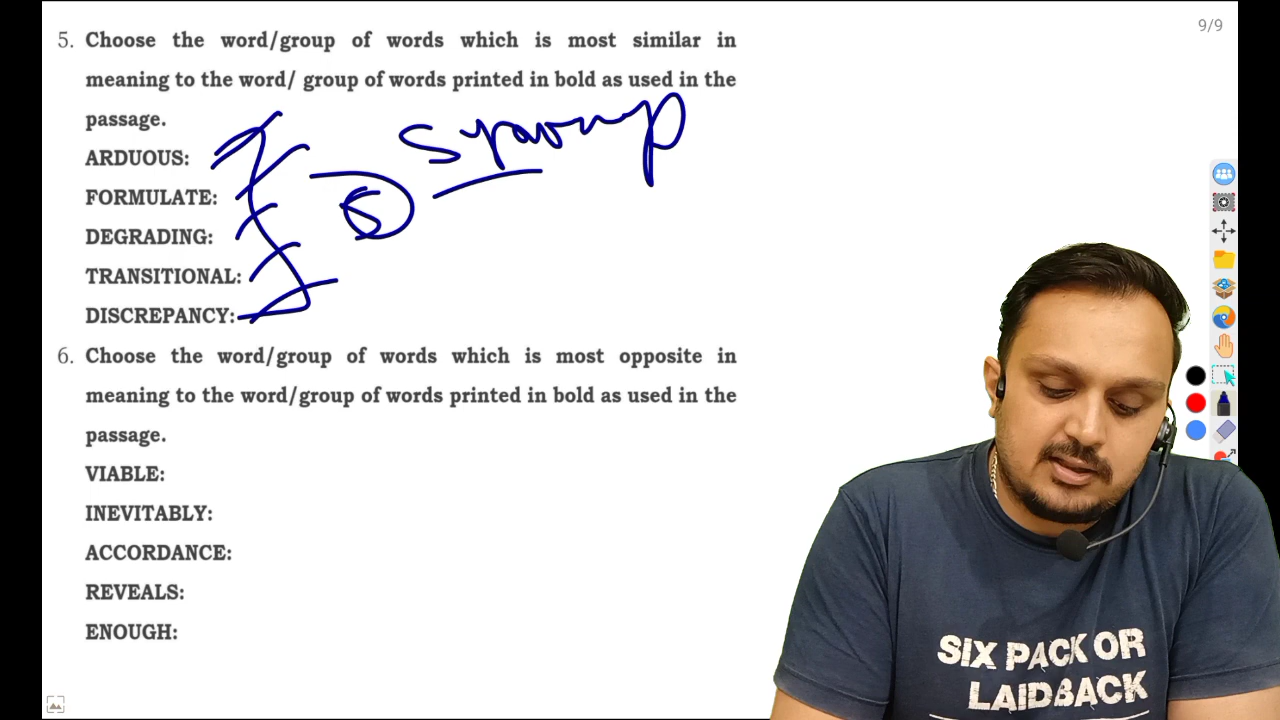 9/9
5. Choose the word/group of words which is most similar in
meaning to the word/ group of words printed in bold as used in the
passage.
ARDUOUS:
FORMULATE:
DEGRADING:
TRANSITIONAL:
DISCREPANCY:
5
6. Choose the word/group of words which is most opposite in
meaning to the word/group of words printed in bold as used in the
passage.
VIABLE:
INEVITABLY:
ACCORDANCE:
REVEALS:
ENOUGH:
SIX PACK OR
LAID BACK